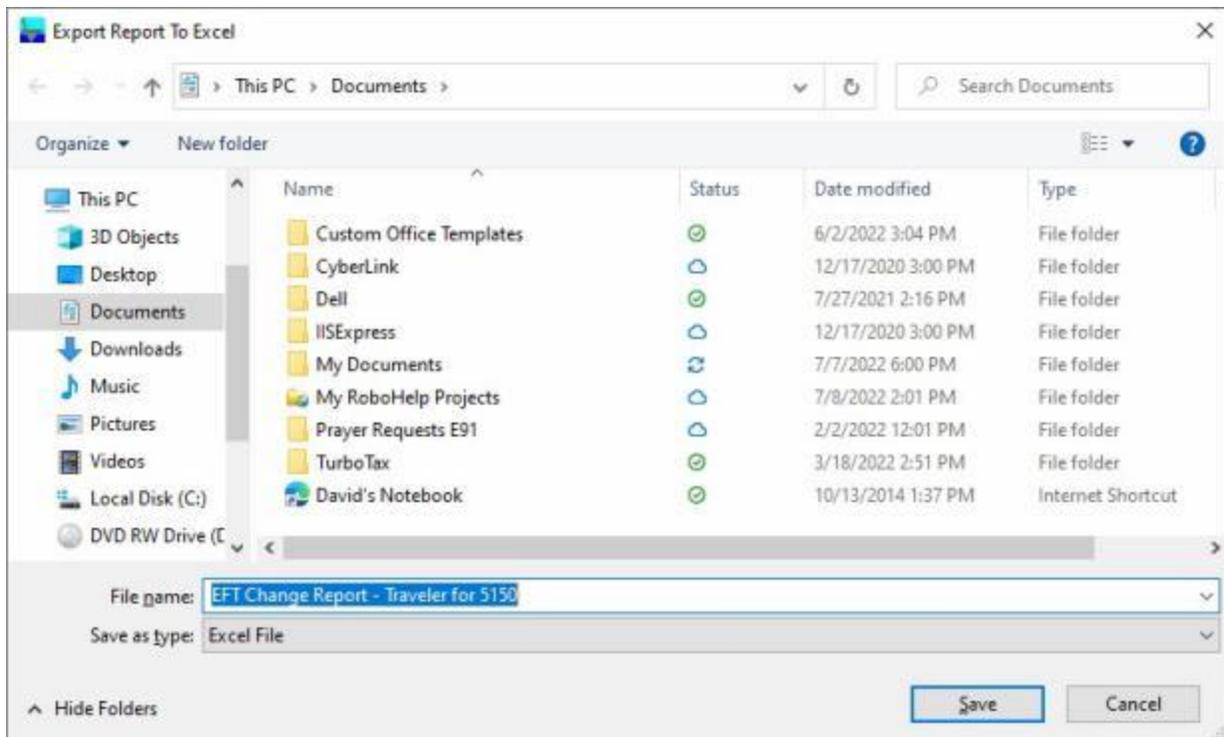 Export Report To Excel
This PC > Documents >
Search Documents
Organize
New folder
Name Status Date modified Type
This PC
3D Objects
Desktop
Documents
Downloads
Music
Pictures
Videos
Local Disk (C:)
DVD RW Drive (D
Custom Office Templates 6/2/2022 3:04 PM File folder
CyberLink 12/17/2020 3:00 PM File folder
Dell 7/27/2021 2:16 PM File folder
IISExpress 12/17/2020 3:00 PM File folder
My Documents 7/7/2022 6:00 PM File folder
My RoboHelp Projects 7/8/2022 2:01 PM File folder
Prayer Requests E91 2/2/2022 12:01 PM File folder
TurboTax 3/18/2022 2:51 PM File folder
David's Notebook 10/13/2014 1:37 PM Internet Shortcut
File name: EFT Change Report - Traveler for 5150
Save as type: Excel File
Hide Folders
Save
Cancel